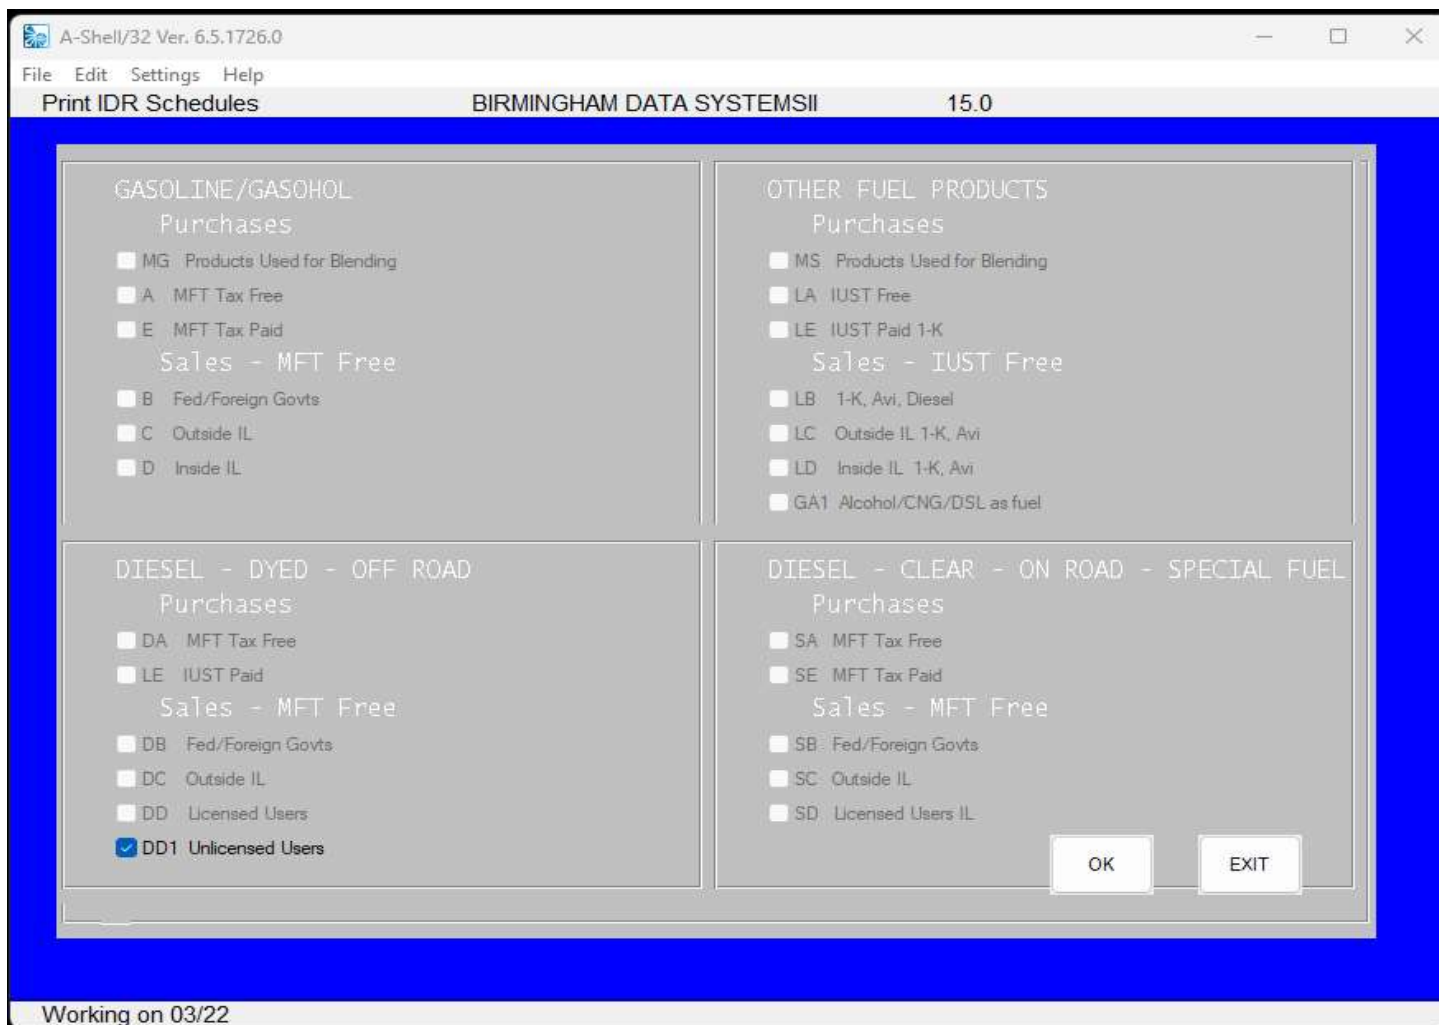 A-Shell/32 Ver. 6.5.1726.0
File Edit Settings Help
Print IDR Schedules BIRMINGHAM DATA SYSTEMSII 15.0
GASOLINE/GASOHOL
Purchases
MG Products Used for Blending
A MFT Tax Free
E MFT Tax Paid
Sales - MFT Free
B Fed/Foreign Govts
C Outside IL
D Inside IL
OTHER FUEL PRODUCTS
Purchases
MS Products Used for Blending
LA IUST Free
LE IUST Paid 1-K
Sales - IUST Free
LB 1-K, Avi, Diesel
LC Outside IL 1-K, Avi
LD Inside IL 1-K, Avi
GA1 Alcohol/CNG/DSL as fuel
DIESEL - DYED - OFF ROAD
Purchases
DA MFT Tax Free
LE IUST Paid
Sales - MFT Free
DB Fed/Foreign Govts
DC Outside IL
DD Licensed Users
DD1 Unlicensed Users
DIESEL - CLEAR - ON ROAD - SPECIAL FUEL
Purchases
SA MFT Tax Free
SE MFT Tax Paid
Sales - MFT Free
SB Fed/Foreign Govts
SC Outside IL
SD Licensed Users IL
OK EXIT
Working on 03/22